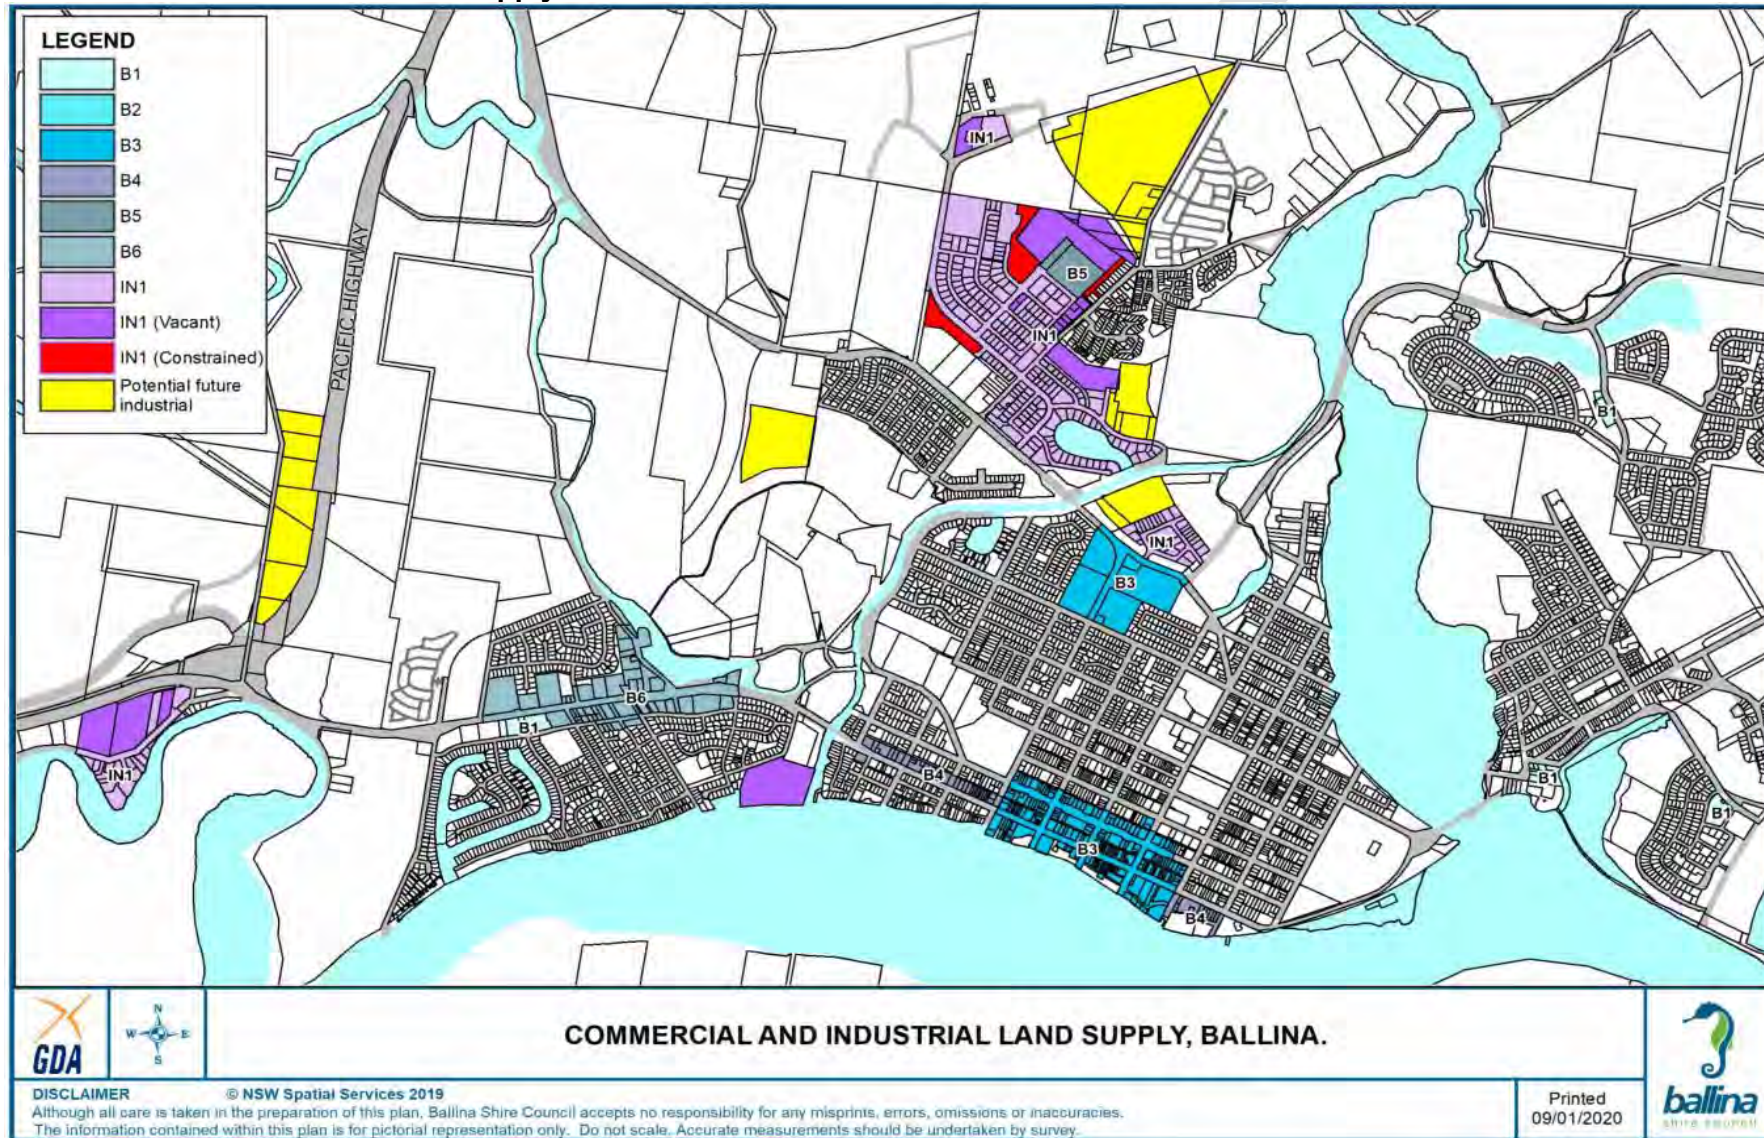 pply
LEGEND
B1
B2
B3
B4
B5
B6
IN1
IN1 (Vacant)
IN1 (Constrained)
Potential future
industrial
PACIFIC HIGHWAY
IN1
B5
IN1
B1
IN1
B3
B6
B1
IN1
B4
B1
B1
B3
B4
GDA
N
W E
S
COMMERCIAL AND INDUSTRIAL LAND SUPPLY, BALLINA.
ballina
shire council
DISCLAIMER © NSW Spatial Services 2019
Although all care is taken in the preparation of this plan, Ballina Shire Council accepts no responsibility for any misprints, errors, omissions or inaccuracies.
The information contained within this plan is for pictorial representation only. Do not scale. Accurate measurements should be undertaken by survey.
Printed
09/01/2020